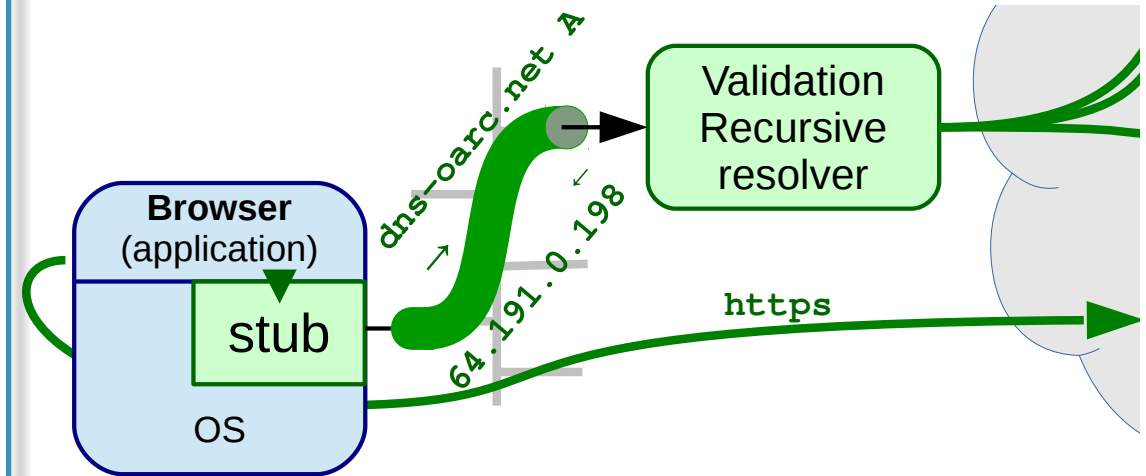 dns-oarc.net A
→
Validation
Recursive
resolver
←
64.191.0.198
Browser
(application)
stub
OS
https